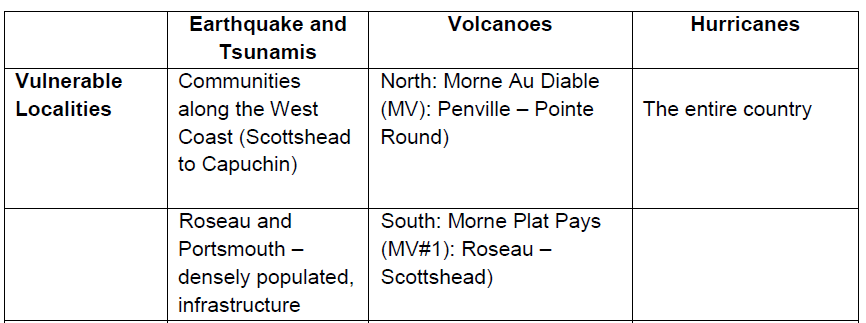 Earthquake and
Tsunamis
Volcanoes
Hurricanes
Vulnerable
Localities
Communities
along the West
Coast (Scottshead
to Capuchin)
North: Morne Au Diable
(MV): Penville – Pointe
Round)
The entire country
Roseau and
Portsmouth –
densely populated,
infrastructure
South: Morne Plat Pays
(MV#1): Roseau –
Scottshead)